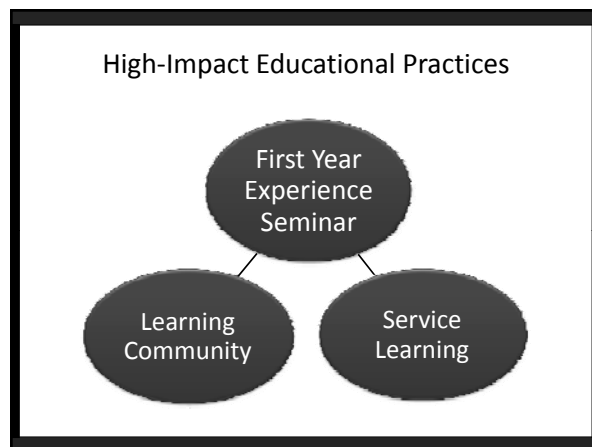 High-Impact Educational Practices
First Year
Experience
Seminar
Learning
Community
Service
Learning